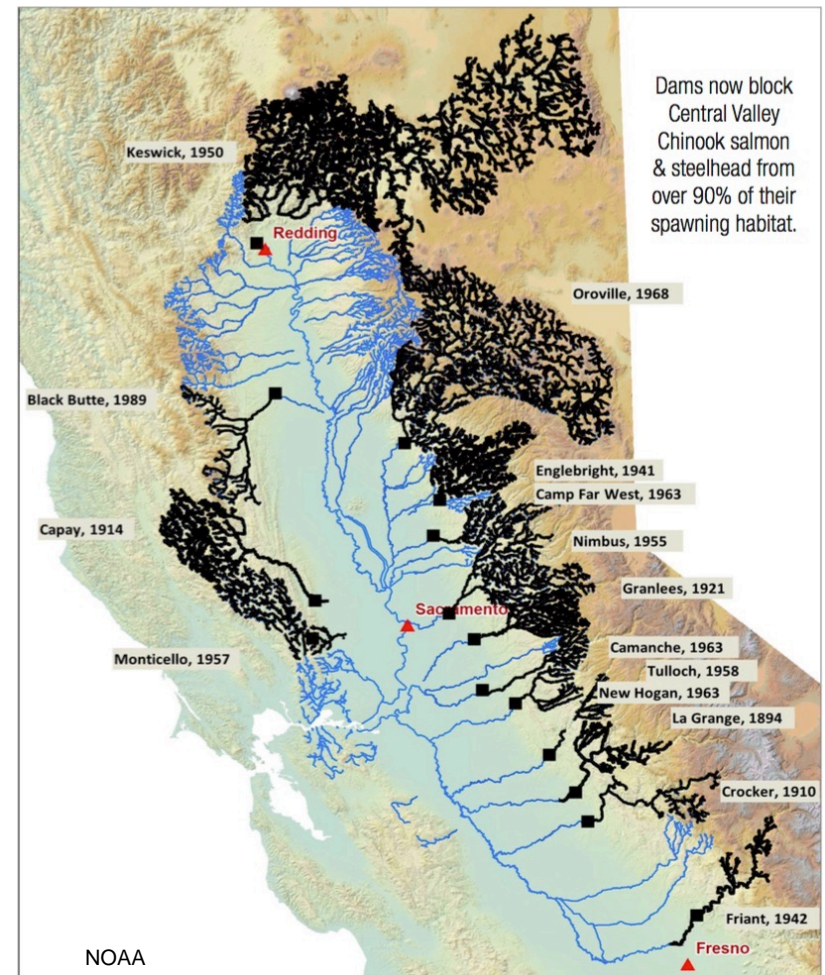 Dams now block
Central Valley
Chinook salmon
& steelhead from
over 90% of their
spawning habitat.
Keswick, 1950
Redding
Oroville, 1968
Black Butte, 1989
Englebright, 1941
Camp Far West, 1963
Capay, 1914
Nimbus, 1955
Granlees, 1921
Sacramento
Camanche, 1963
Monticello, 1957
Tulloch, 1958
New Hogan, 1963
La Grange, 1894
Crocker, 1910
Friant, 1942
Fresno
NOAA